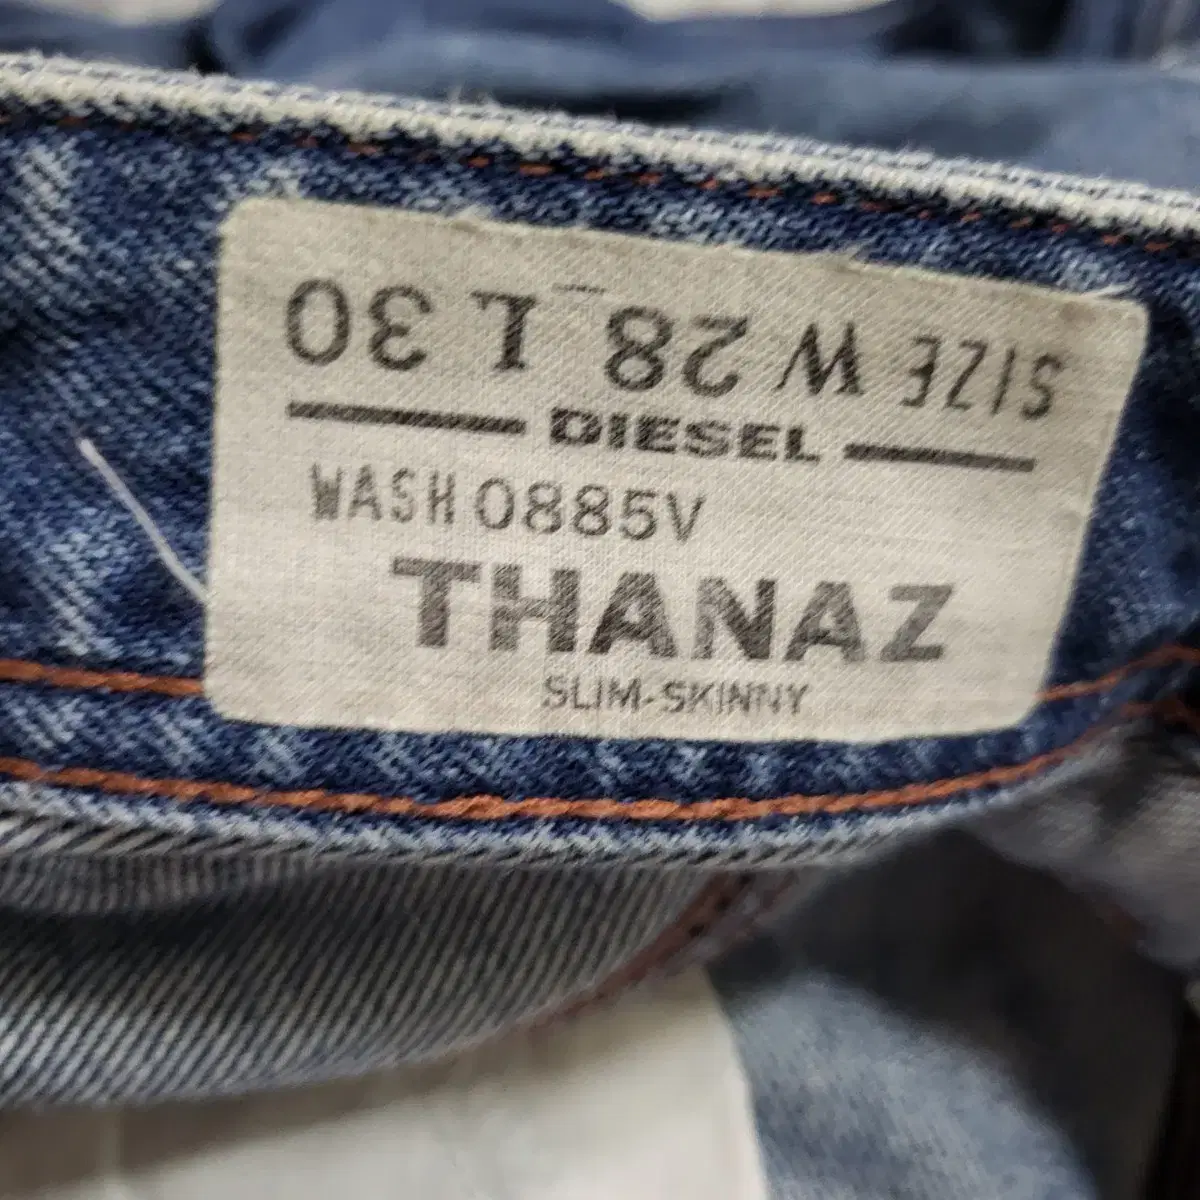 SIZE W 28 L 30
DIESEL
WASH 0885V
THANAZ
SLIM-SKINNY